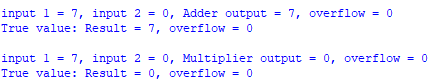 input 1 = 7, input 2 = 0, Adder output = 7, overflow = 0
True value: Result = 7, overflow = 0
input 1 = 7, input 2 = 0, Multiplier output = 0, overflow = 0
True value: Result = 0, overflow = 0